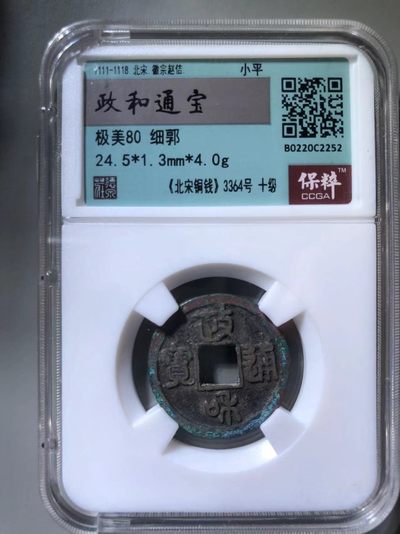 1111-1118 北宋 徽宗赵佶 小平
政和通宝
极美80 细郭
24.5*1.3mm*4.0g
B0220C2252
《北宋铜钱》3364号 十级
保粹™
CCGA
政
寶 通
和